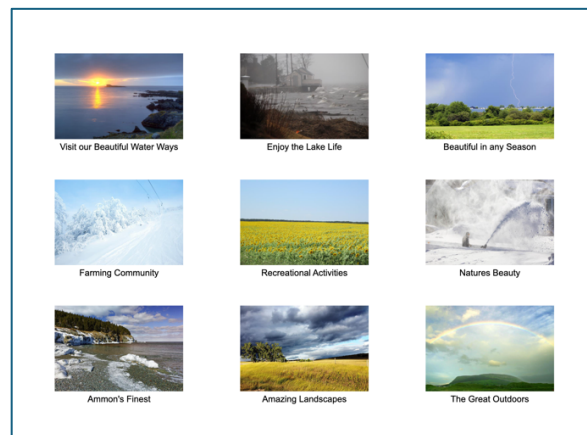 Visit our Beautiful Water Ways
Enjoy the Lake Life
Beautiful in any Season
Farming Community
Recreational Activities
Natures Beauty
Ammon's Finest
Amazing Landscapes
The Great Outdoors